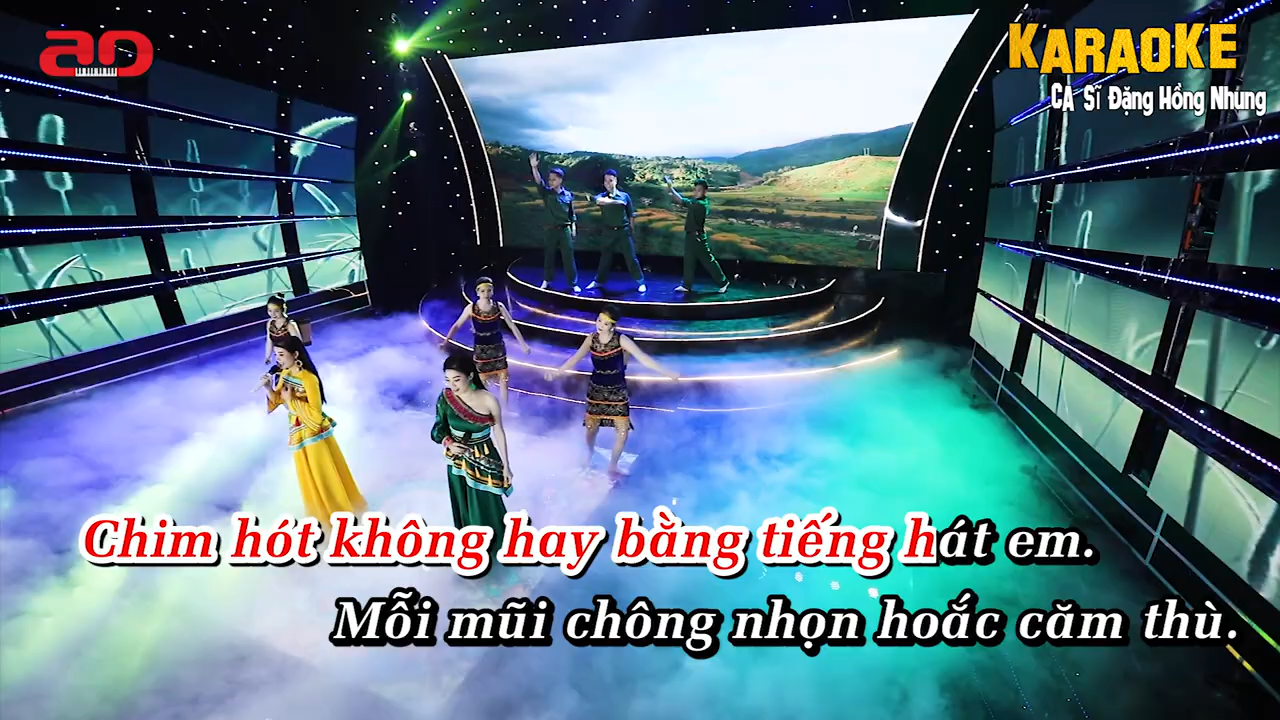 an
KARAOKE
CA Sĩ Đặng Hồng Nhung
Chim hót không hay bằng tiếng hát em.
Mỗi mũi chông nhọn hoắc căm thù.